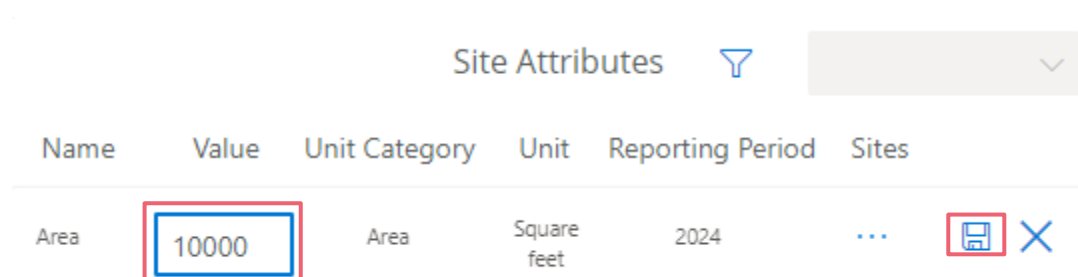 Site Attributes
Name Value Unit Category Unit Reporting Period Sites
Area 10000 Area Square feet 2024 ...